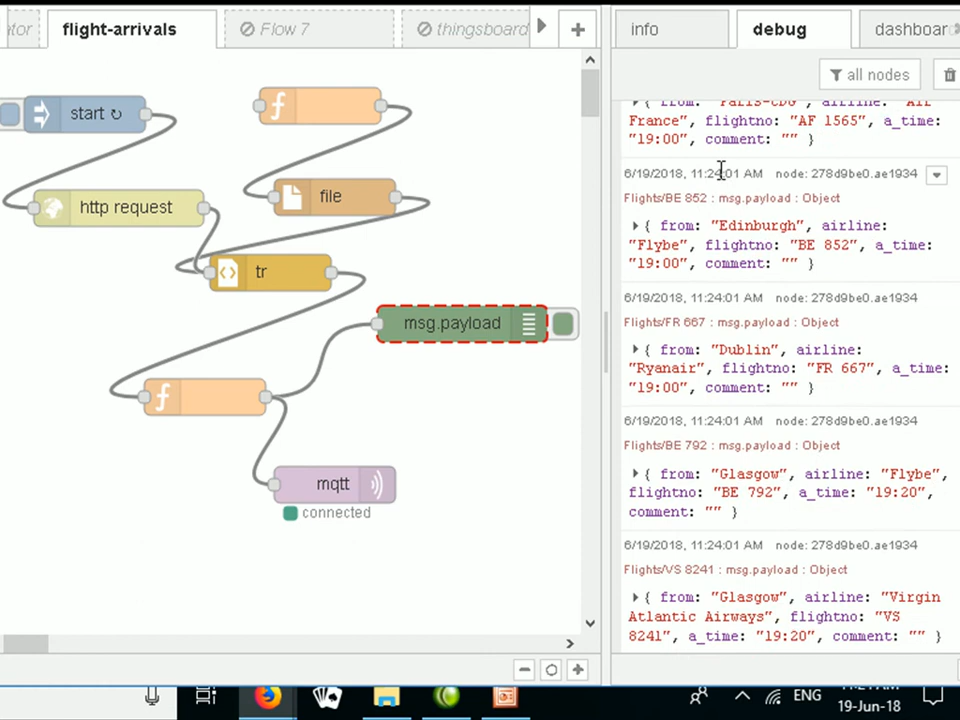 ator
flight-arrivals
Flow 7
thingsboard
info
debug
dashboar
all nodes
start ↻
http request
file
tr
msg.payload
mqtt
connected
{ from: "Paris-CDG", airline: "Air
France", flightno: "AF 1565", a_time:
"19:00", comment: "" }
6/19/2018, 11:24:01 AM node: 278d9be0.ae1934
Flights/BE 852 : msg.payload : Object
{ from: "Edinburgh", airline:
"Flybe", flightno: "BE 852", a_time:
"19:00", comment: "" }
6/19/2018, 11:24:01 AM node: 278d9be0.ae1934
Flights/FR 667 : msg.payload : Object
{ from: "Dublin", airline:
"Ryanair", flightno: "FR 667", a_time:
"19:00", comment: "" }
6/19/2018, 11:24:01 AM node: 278d9be0.ae1934
Flights/BE 792 : msg.payload : Object
{ from: "Glasgow", airline: "Flybe",
flightno: "BE 792", a_time: "19:20",
comment: "" }
6/19/2018, 11:24:01 AM node: 278d9be0.ae1934
Flights/VS 8241 : msg.payload : Object
{ from: "Glasgow", airline: "Virgin
Atlantic Airways", flightno: "VS
8241", a_time: "19:20", comment: "" }
ENG
19-Jun-18